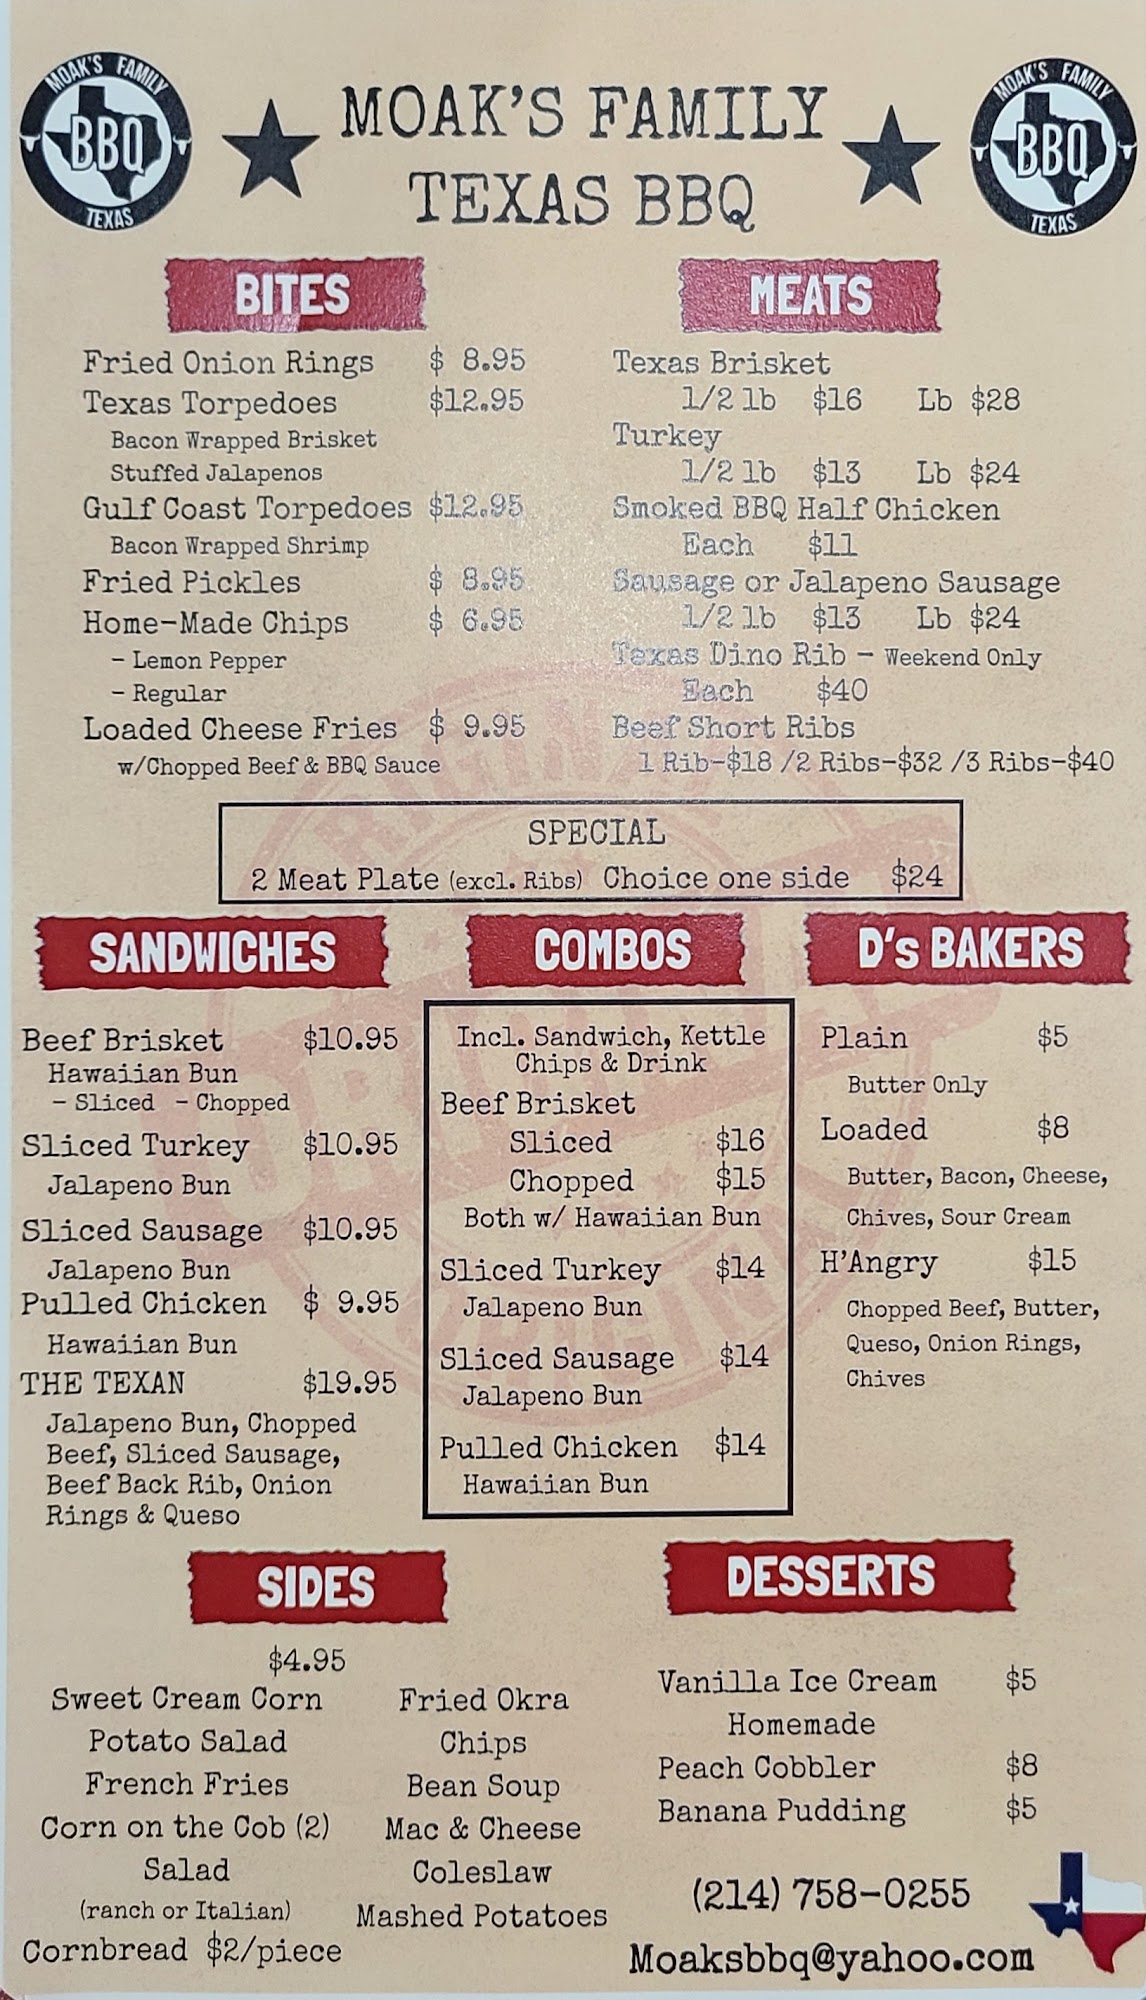 MOAK'S FAMILY
BBQ
TEXAS
MOAK'S FAMILY
TEXAS BBQ
MOAK'S FAMILY
BBQ
TEXAS
BITES
Fried Onion Rings $ 8.95
Texas Torpedoes $12.95
Bacon Wrapped Brisket
Stuffed Jalapenos
Gulf Coast Torpedoes $12.95
Bacon Wrapped Shrimp
Fried Pickles $ 8.95
Home-Made Chips $ 6.95
- Lemon Pepper
- Regular
Loaded Cheese Fries $ 9.95
w/Chopped Beef & BBQ Sauce
MEATS
Texas Brisket
1/2 lb $16 Lb $28
Turkey
1/2 lb $13 Lb $24
Smoked BBQ Half Chicken
Each $11
Sausage or Jalapeno Sausage
1/2 lb $13 Lb $24
Texas Dino Rib - Weekend Only
Each $40
Beef Short Ribs
1 Rib-$18 /2 Ribs-$32 /3 Ribs-$40
SPECIAL
2 Meat Plate (excl. Ribs) Choice one side $24
SANDWICHES
Beef Brisket $10.95
Hawaiian Bun
- Sliced - Chopped
Sliced Turkey $10.95
Jalapeno Bun
Sliced Sausage $10.95
Jalapeno Bun
Pulled Chicken $ 9.95
Hawaiian Bun
THE TEXAN $19.95
Jalapeno Bun, Chopped
Beef, Sliced Sausage,
Beef Back Rib, Onion
Rings & Queso
COMBOS
Incl. Sandwich, Kettle
Chips & Drink
Beef Brisket
Sliced $16
Chopped $15
Both w/ Hawaiian Bun
Sliced Turkey $14
Jalapeno Bun
Sliced Sausage $14
Jalapeno Bun
Pulled Chicken $14
Hawaiian Bun
D's BAKERS
Plain $5
Butter Only
Loaded $8
Butter, Bacon, Cheese,
Chives, Sour Cream
H'Angry $15
Chopped Beef, Butter,
Queso, Onion Rings,
Chives
SIDES
$4.95
Sweet Cream Corn
Potato Salad
French Fries
Corn on the Cob (2)
Salad
(ranch or Italian)
Cornbread $2/piece
Fried Okra
Chips
Bean Soup
Mac & Cheese
Coleslaw
Mashed Potatoes
DESSERTS
Vanilla Ice Cream $5
Homemade
Peach Cobbler $8
Banana Pudding $5
(214) 758-0255
Moaksbbq@yahoo.com